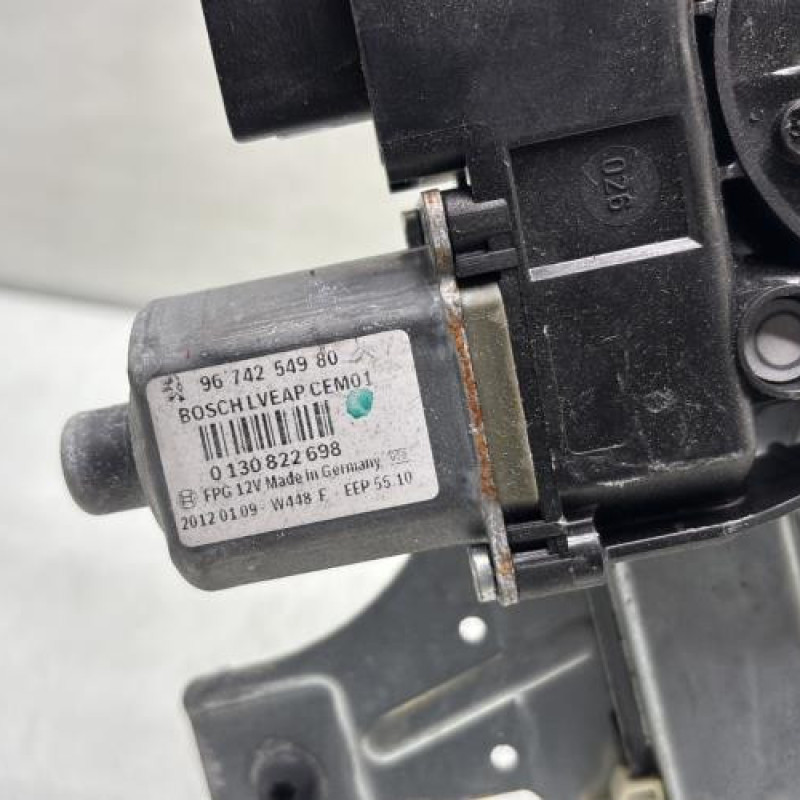 96 742 549 80
BOSCH LVEAP CEM01
0 130 822 698
FPG 12V Made in Germany
2012 01 09 - W448 F EEP 55.10
026